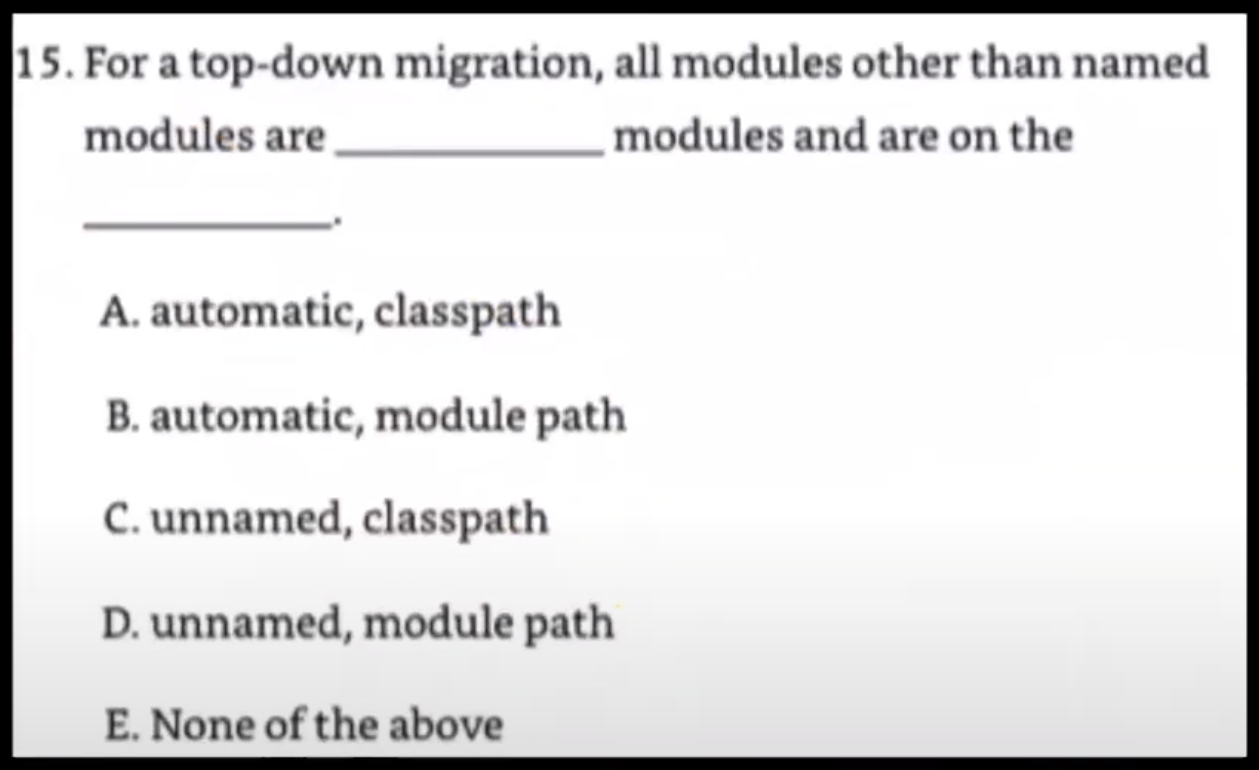 15. For a top-down migration, all modules other than named
modules are ____________ modules and are on the
____________.
A. automatic, classpath
B. automatic, module path
C. unnamed, classpath
D. unnamed, module path
E. None of the above